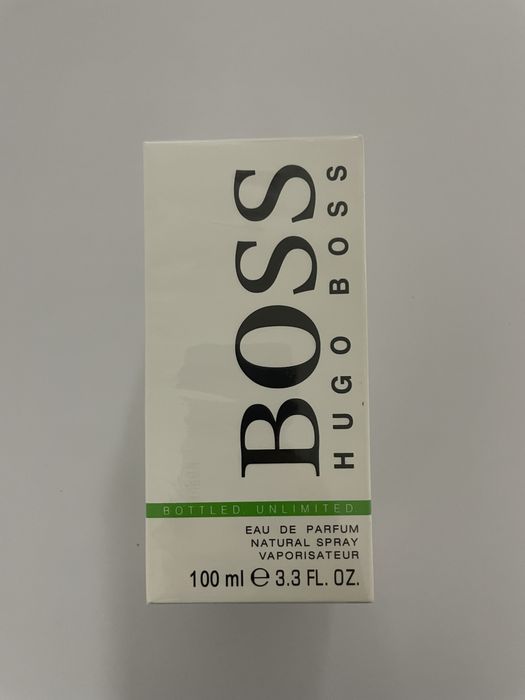 BOSS
HUGO BOSS
BOTTLED UNLIMITED
EAU DE PARFUM
NATURAL SPRAY
VAPORISATEUR
100 ml ℮ 3.3 FL. OZ.